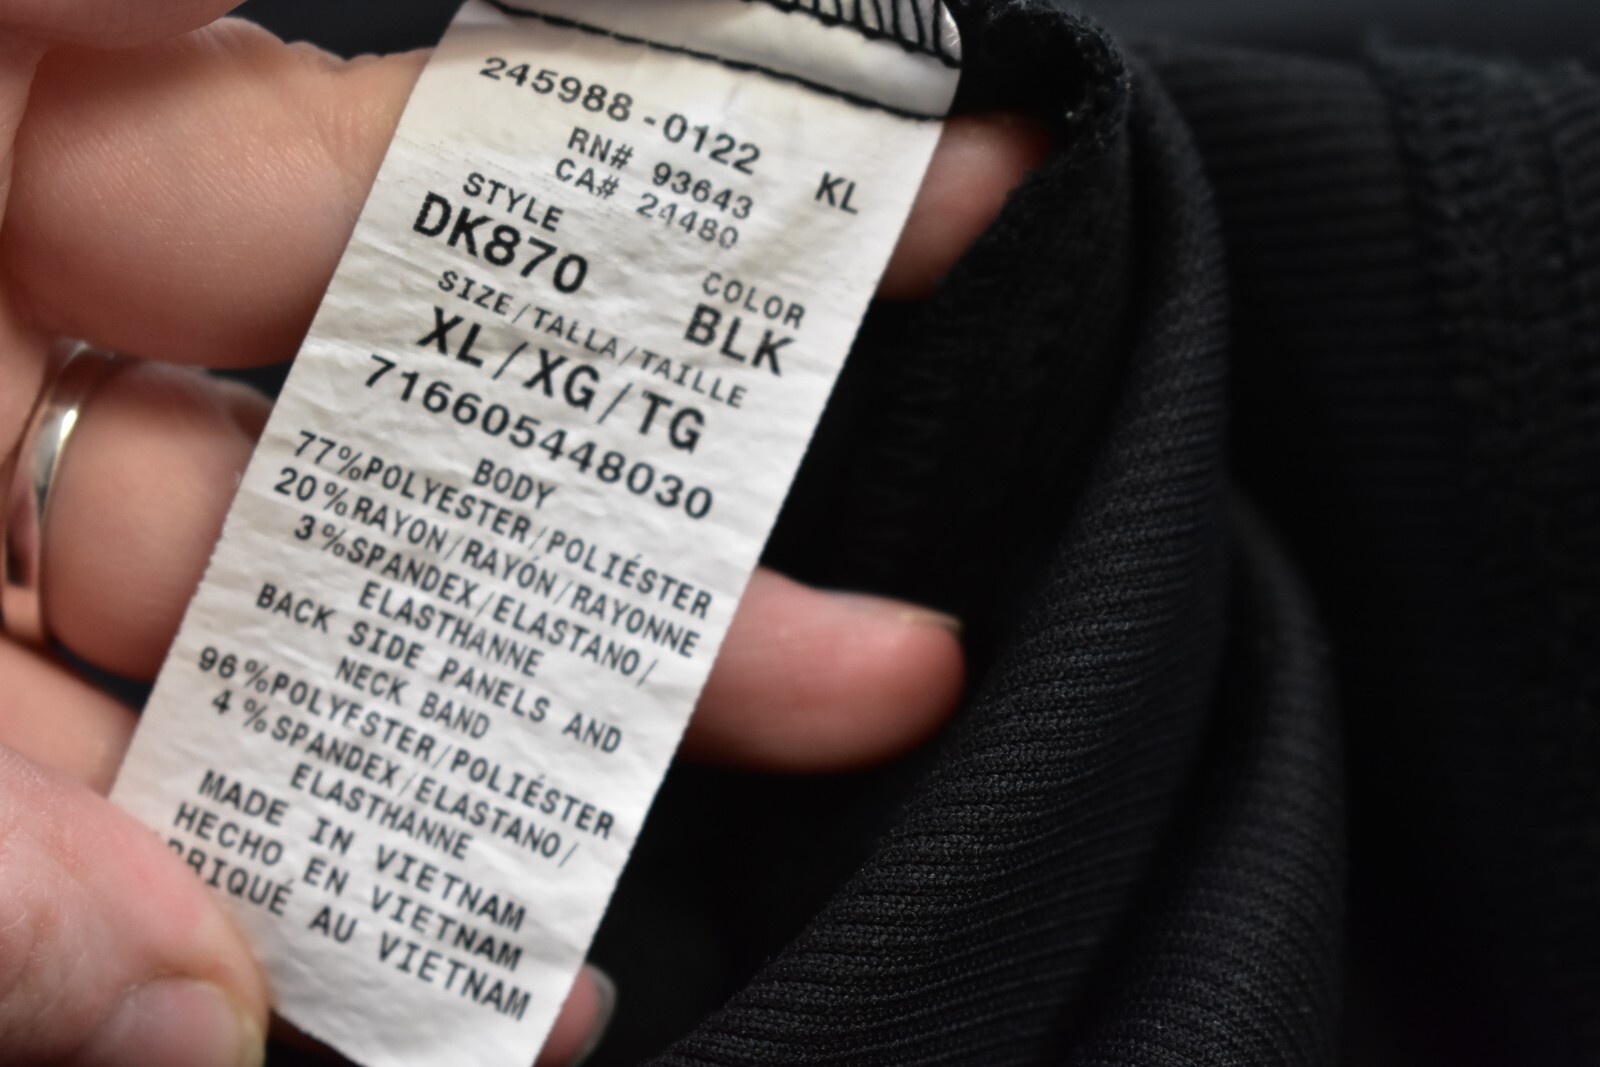 245988-0122 KL
RN# 93643
CA# 24480
STYLE COLOR
DK870 BLK
SIZE/TALLA/TAILLE
XL/XG/TG
716605448030
BODY
77%POLYESTER/POLIÉSTER
20%RAYON/RAYÓN/RAYONNE
3%SPANDEX/ELASTANO/
ELASTHANNE
BACK SIDE PANELS AND
NECK BAND
96%POLYESTER/POLIÉSTER
4%SPANDEX/ELASTANO/
ELASTHANNE
MADE IN VIETNAM
HECHO EN VIETNAM
BRIQUÉ AU VIETNAM